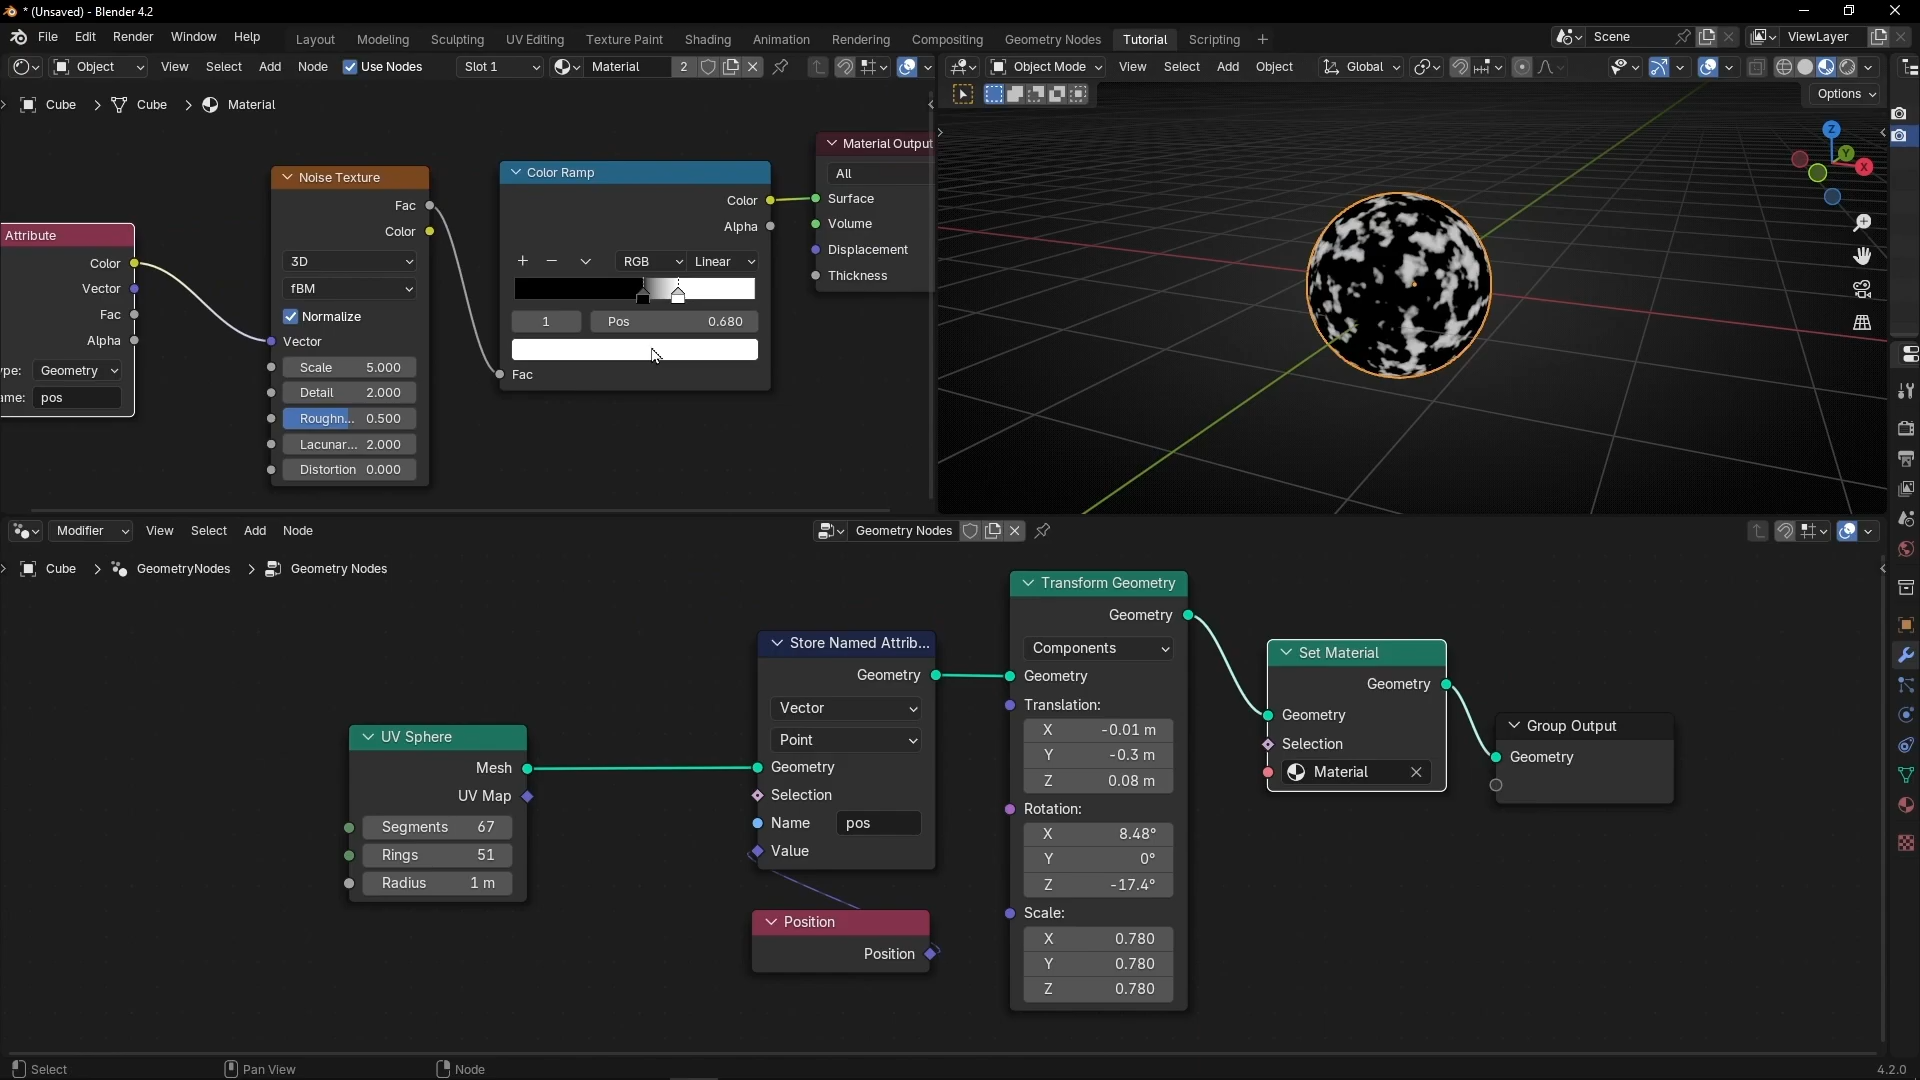 * (Unsaved) - Blender 4.2
File Edit Render Window Help Layout Modeling Sculpting UV Editing Texture Paint Shading Animation Rendering Compositing Geometry Nodes Tutorial Scripting Scene ViewLayer
Object View Select Add Node Use Nodes Slot 1 Material 2
Object Mode View Select Add Object Global
Options
Cube Cube Material
Attribute
Color
Vector
Fac
Alpha
Geometry
pos
Noise Texture
Fac
Color
3D
fBM
Normalize
Vector
Scale 5.000
Detail 2.000
Roughn... 0.500
Lacunar... 2.000
Distortion 0.000
Color Ramp
Color
Alpha
RGB Linear
1 Pos 0.680
Fac
Material Output
All
Surface
Volume
Displacement
Thickness
Z
Y
X
Modifier View Select Add Node Geometry Nodes
Cube GeometryNodes Geometry Nodes
UV Sphere
Mesh
UV Map
Segments 67
Rings 51
Radius 1 m
Store Named Attrib...
Geometry
Vector
Point
Geometry
Selection
Name pos
Value
Position
Position
Transform Geometry
Geometry
Components
Geometry
Translation:
X -0.01 m
Y -0.3 m
Z 0.08 m
Rotation:
X 8.48°
Y 0°
Z -17.4°
Scale:
X 0.780
Y 0.780
Z 0.780
Set Material
Geometry
Geometry
Selection
Material
Group Output
Geometry
Select Pan View Node 4.2.0